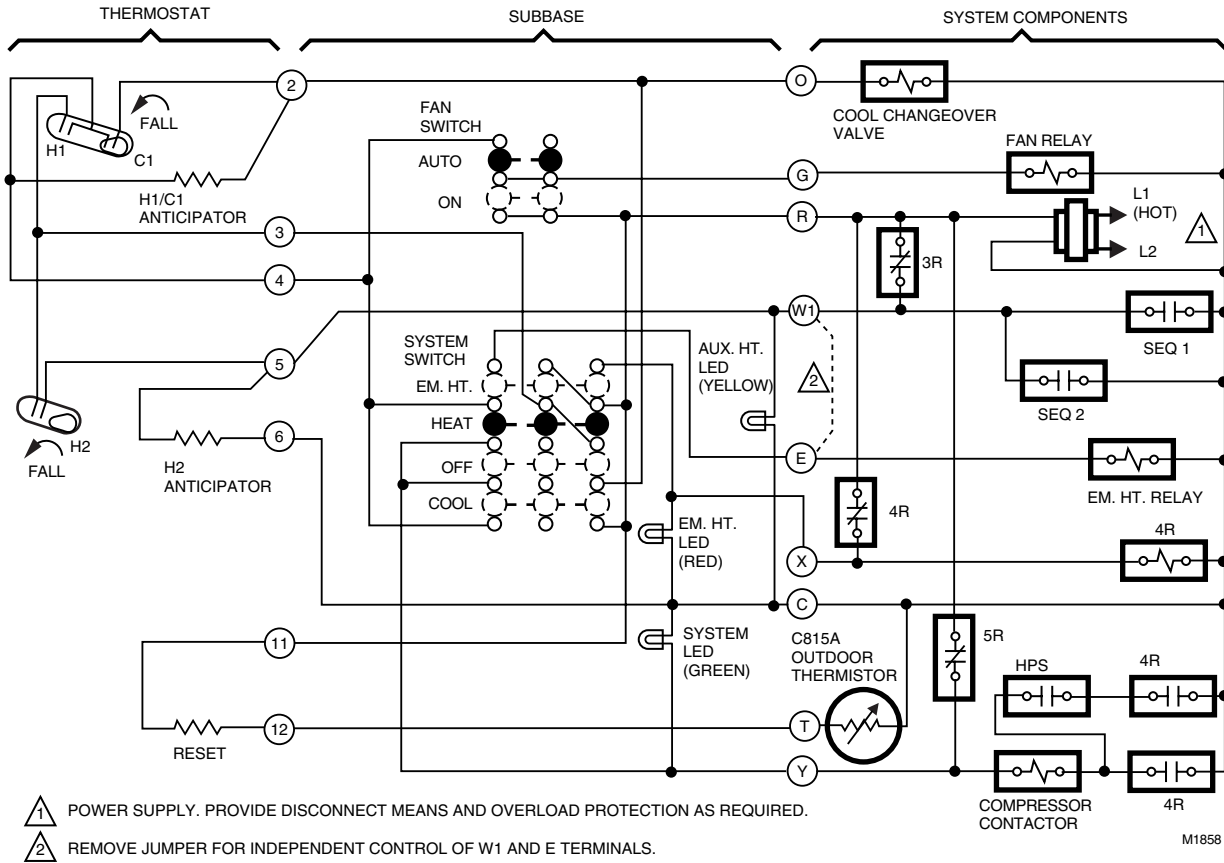 THERMOSTAT
SUBBASE
SYSTEM COMPONENTS
2
O
COOL CHANGEOVER
VALVE
FALL
H1
C1
H1/C1
ANTICIPATOR
FAN
SWITCH
AUTO
ON
G
FAN RELAY
R
L1
(HOT)
L2
1
3
4
3R
5
W1
SEQ 1
SEQ 2
SYSTEM
SWITCH
EM. HT.
HEAT
OFF
COOL
AUX. HT.
LED
(YELLOW)
2
H2
FALL
H2
ANTICIPATOR
6
E
EM. HT. RELAY
4R
EM. HT.
LED
(RED)
X
4R
C
11
SYSTEM
LED
(GREEN)
C815A
OUTDOOR
THERMISTOR
5R
HPS
4R
RESET
12
T
Y
COMPRESSOR
CONTACTOR
4R
1 POWER SUPPLY. PROVIDE DISCONNECT MEANS AND OVERLOAD PROTECTION AS REQUIRED.
2 REMOVE JUMPER FOR INDEPENDENT CONTROL OF W1 AND E TERMINALS.
M1858